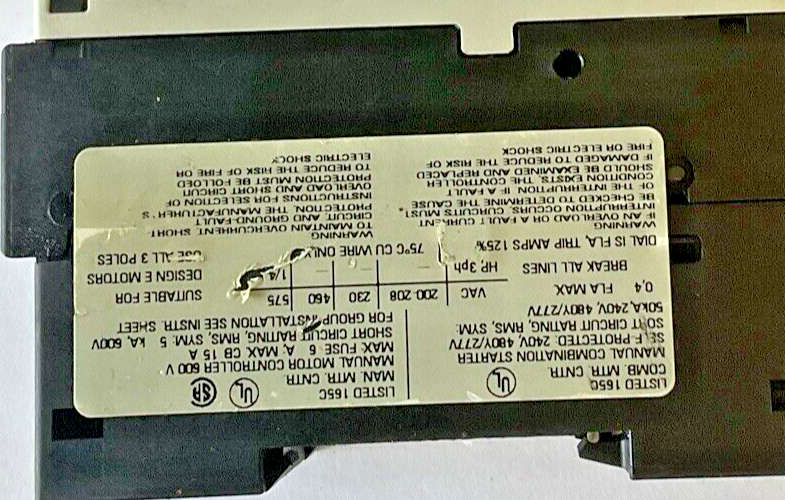 LISTED 165C
COMB. MTR. CNTR.
MANUAL COMBINATION STARTER
SELF-PROTECTED. 240V, 480Y/277V
SORT CIRCUIT RATING, RMS, SYM:
50kA,240V, 480Y/277V
UL
LISTED 165C
MAN. MTR. CNTR
MANUAL MOTOR CONTROLLER 600 V
MAX. FUSE 6 A, MAX. CB 15 A
SHORT CIRCUIT RATING, RMS, SYM: 5 kA, 600V
FOR GROUP INSTALLATION SEE INSTR. SHEET
UL SA
0,4 FLA MAX. VAC 200-208 230 460 575 SUITABLE FOR
BREAK ALL LINES HP, 3ph — — — 1/4 DESIGN E MOTORS
DIAL IS FLA, TRIP AMPS 125% 75°C CU WIRE ONLY USE ALL 3 POLES
WARNING
IF AN OVERLOAD OR A FAULT CURRENT
INTERRUPTION OCCURS, CIRCUITS MUST
BE CHECKED TO DETERMINE THE CAUSE
OF THE INTERRUPTION IF A FAULT
CONDITION EXISTS, THE CONTROLLER
SHOULD BE EXAMINED AND REPLACED
IF DAMAGED TO REDUCE THE RISK OF
FIRE OR ELECTRIC SHOCK
WARNING
TO MAINTAIN OVERCURRENT, SHORT
CIRCUIT, AND GROUND-FAULT
PROTECTION, THE MANUFACTURER'S
INSTRUCTIONS FOR SELECTION OF
OVERLOAD AND SHORT CIRCUIT
PROTECTION MUST BE FOLLED
TO REDUCE THE RISK OF FIRE OR
ELECTRIC SHOCK